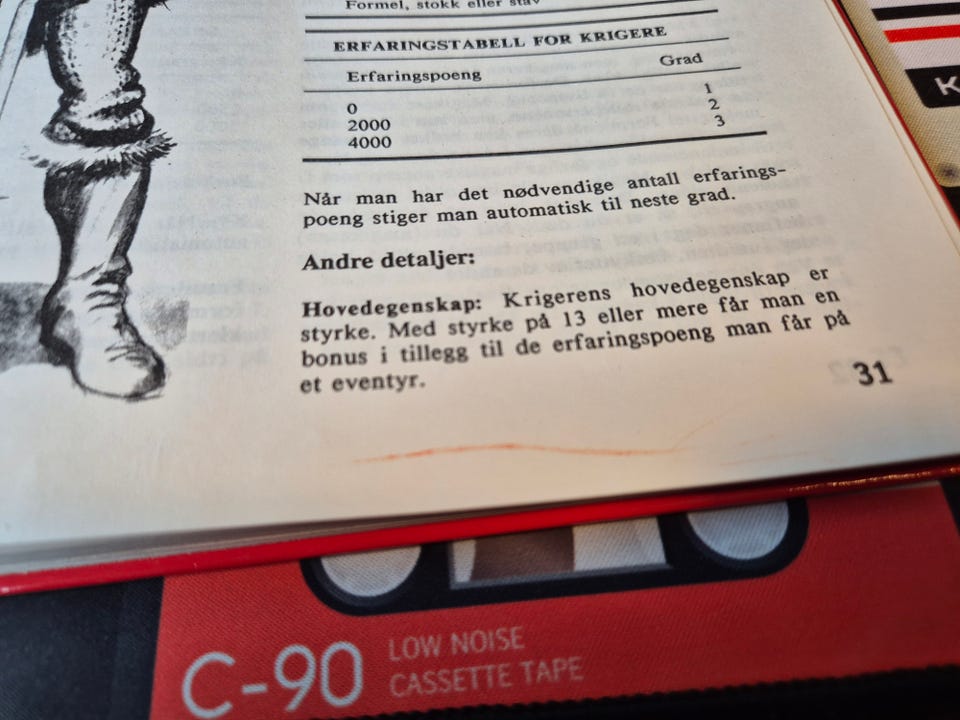 Formel, stokk eller stav
ERFARINGSTABELL FOR KRIGERE
Erfaringspoeng Grad
0 1
2000 2
4000 3
Når man har det nødvendige antall erfarings-
poeng stiger man automatisk til neste grad.
Andre detaljer:
Hovedegenskap: Krigerens hovedegenskap er
styrke. Med styrke på 13 eller mere får man en
bonus i tillegg til de erfaringspoeng man får på
et eventyr.
31
K
C-90 LOW NOISE
CASSETTE TAPE